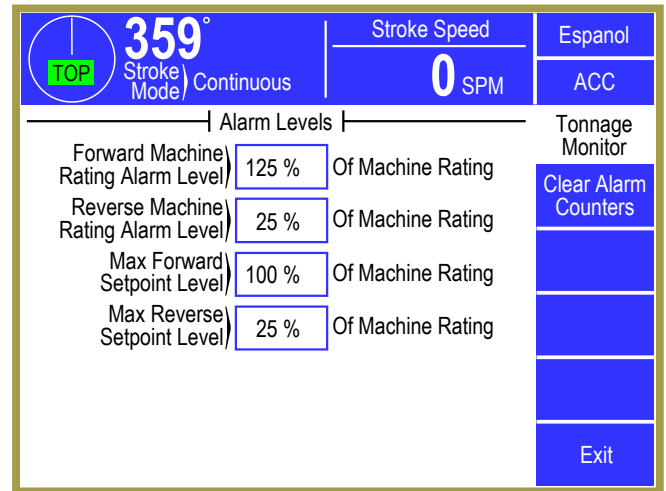 359°
TOP
Stroke
Mode
Continuous
Stroke Speed
0 SPM
Espanol
ACC
Alarm Levels
Forward Machine
Rating Alarm Level
125 %
Of Machine Rating
Reverse Machine
Rating Alarm Level
25 %
Of Machine Rating
Max Forward
Setpoint Level
100 %
Of Machine Rating
Max Reverse
Setpoint Level
25 %
Of Machine Rating
Tonnage
Monitor
Clear Alarm
Counters
Exit